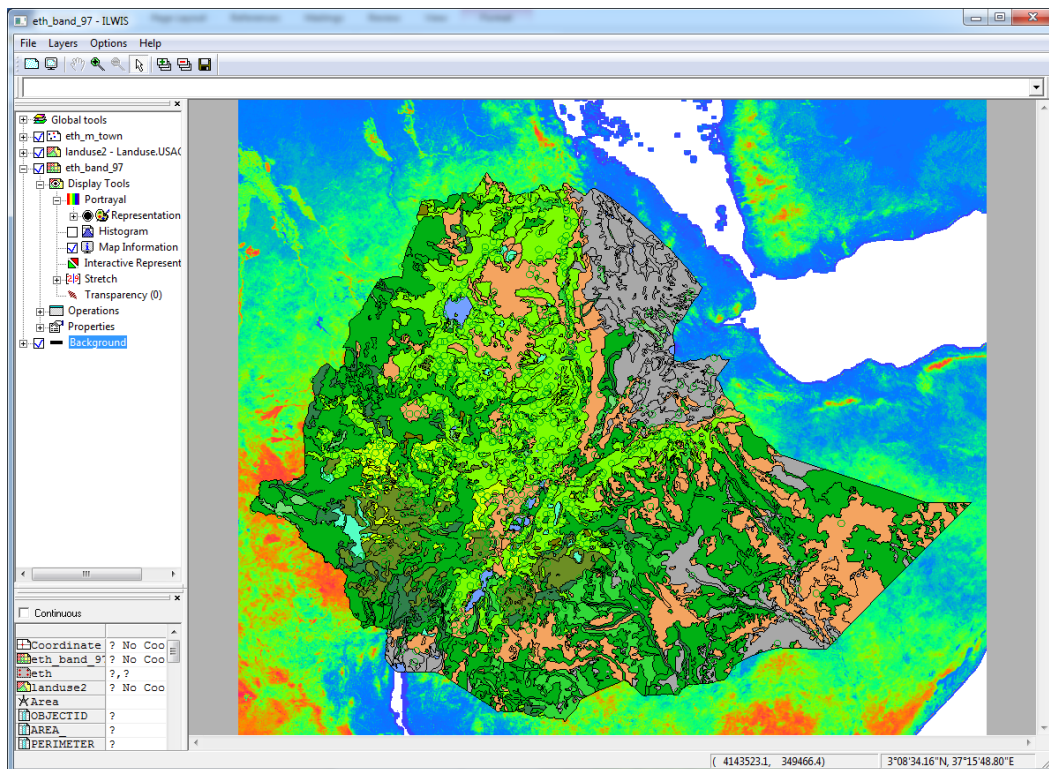 eth_band_97 - ILWIS
File Layers Options Help
Global tools
eth_m_town
landuse2 - Landuse.USAC
eth_band_97
Display Tools
Portrayal
Representation
Histogram
Map Information
Interactive Represent
Stretch
Transparency (0)
Operations
Properties
Background
Continuous
Coordinate ? No Coo
eth_band_97 ? No Coo
eth ?,?
landuse2 ? No Coo
Area
OBJECTID ?
AREA_ ?
PERIMETER ?
( 4143523.1, 349466.4) 3°08'34.16"N, 37°15'48.80"E